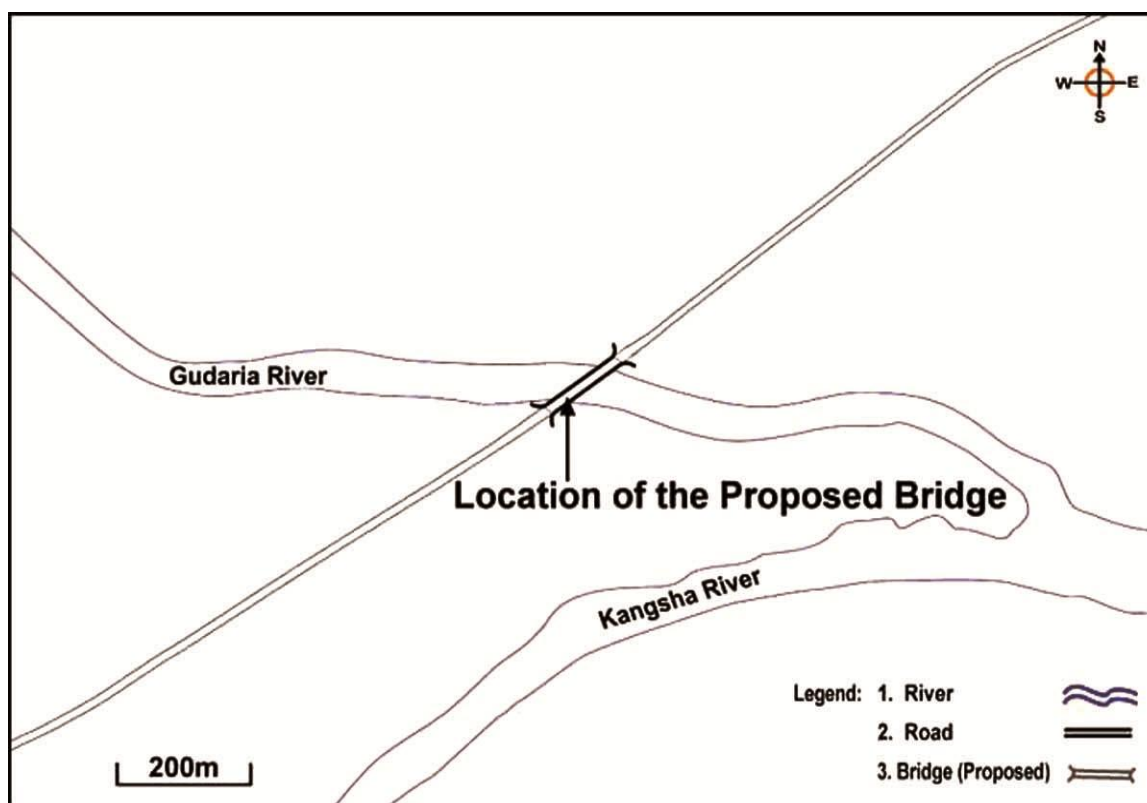 N
W E
S
Gudaria River
Location of the Proposed Bridge
Kangsha River
Legend: 1. River
2. Road
3. Bridge (Proposed)
200m